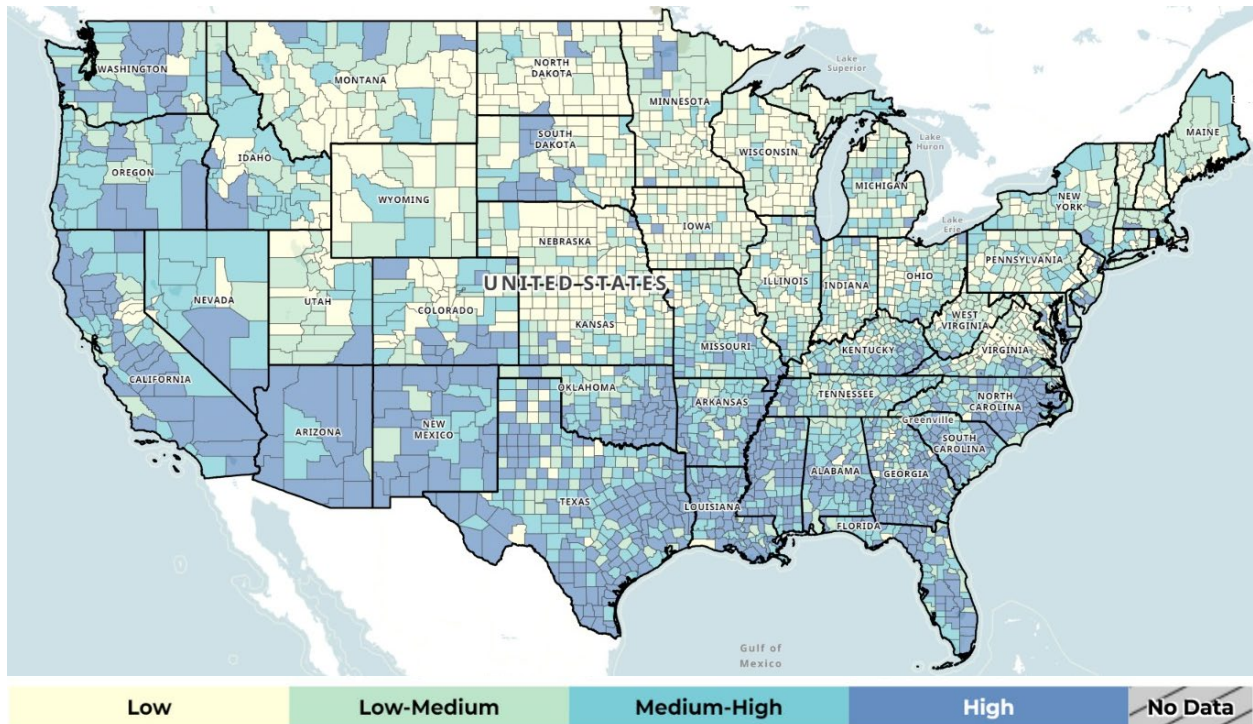 Lake
Superior
WASHINGTON
MONTANA
NORTH
DAKOTA
MINNESOTA
MAINE
SOUTH
DAKOTA
WISCONSIN
Lake
Huron
OREGON
IDAHO
MICHIGAN
WYOMING
NEW
YORK
Lake
Erie
IOWA
NEBRASKA
PENNSYLVANIA
UNITED STATES
OHIO
ILLINOIS
INDIANA
NEVADA
UTAH
COLORADO
WEST
VIRGINIA
KANSAS
MISSOURI
KENTUCKY
VIRGINIA
CALIFORNIA
OKLAHOMA
TENNESSEE
NORTH
CAROLINA
ARKANSAS
Greenville
ARIZONA
NEW
MEXICO
SOUTH
CAROLINA
ALABAMA
GEORGIA
TEXAS
LOUISIANA
FLORIDA
Gulf of
Mexico
Low Low-Medium Medium-High High No Data